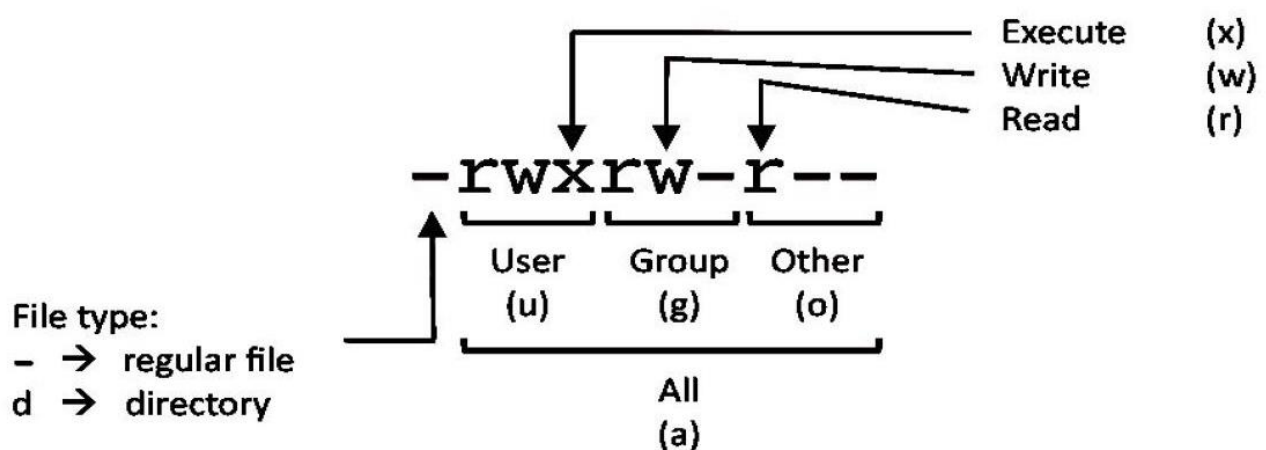 Execute (x)
Write (w)
Read (r)
-rwxrw-r--
User Group Other
(u) (g) (o)
File type:
- → regular file
d → directory
All
(a)